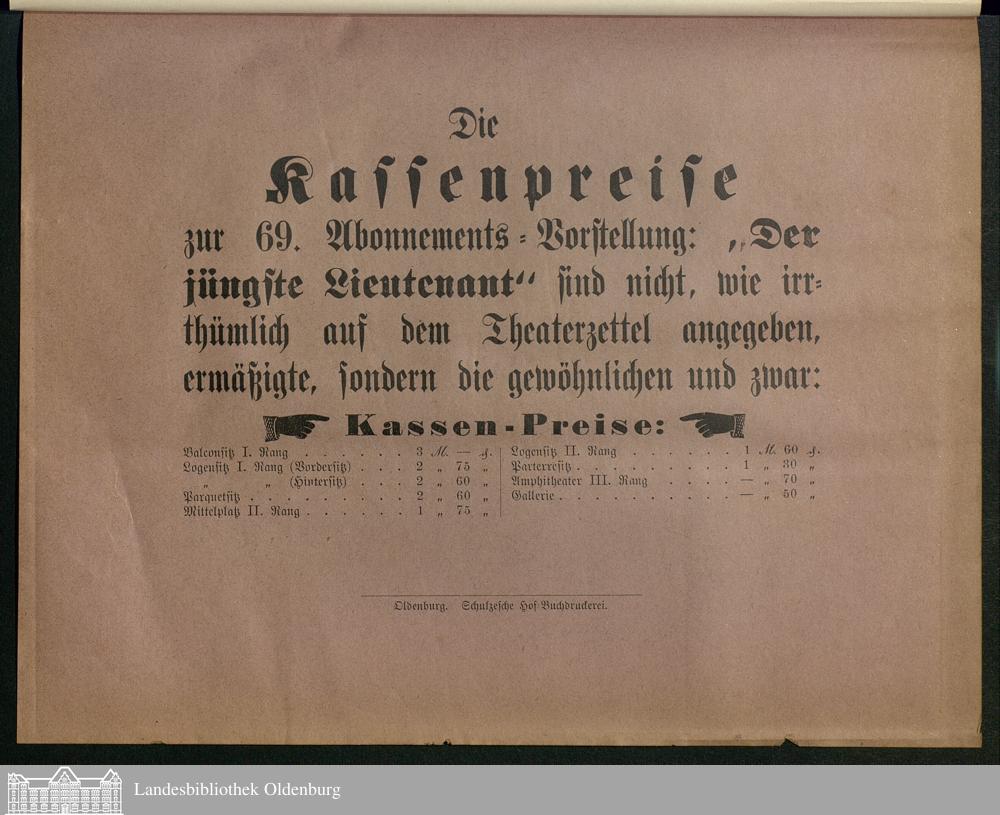 Die
Kassenpreise
zur 69. Abonnements-Vorstellung: „Der
jüngste Lieutenant“ sind nicht, wie irr-
thümlich auf dem Theaterzettel angegeben,
ermäßigte, sondern die gewöhnlichen und zwar:
Kassen-Preise:
Balconsitz I. Rang . . . . . . 3 M. — ₰.
Logensitz I. Rang (Vordersitz) . . . 2 „ 75 „
„ „ (Hintersitz) . . . 2 „ 60 „
Parquetsitz . . . . . . . . . . 2 „ 60 „
Mittelplatz II. Rang . . . . . . 1 „ 75 „
Logensitz II. Rang . . . . . . 1 M. 60 ₰.
Parterresitz . . . . . . . . . . 1 „ 30 „
Amphitheater III. Rang . . . . — „ 70 „
Gallerie . . . . . . . . . . . — „ 50 „
Oldenburg. Schulzesche Hof-Buchdruckerei.
Landesbibliothek Oldenburg